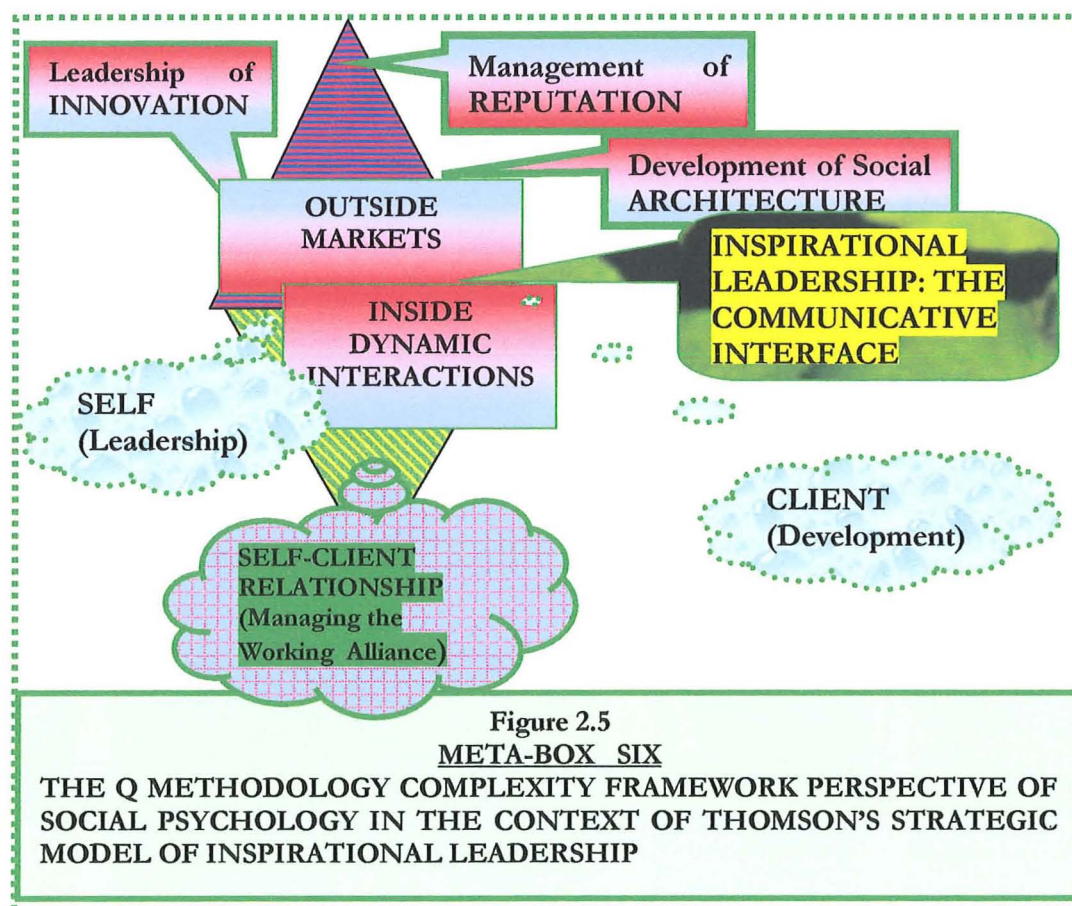 Leadership of
INNOVATION
Management of
REPUTATION
Development of Social
ARCHITECTURE
OUTSIDE
MARKETS
INSPIRATIONAL
LEADERSHIP: THE
COMMUNICATIVE
INTERFACE
INSIDE
DYNAMIC
INTERACTIONS
SELF
(Leadership)
CLIENT
(Development)
SELF-CLIENT
RELATIONSHIP
(Managing the
Working Alliance)
Figure 2.5
META-BOX SIX
THE Q METHODOLOGY COMPLEXITY FRAMEWORK PERSPECTIVE OF
SOCIAL PSYCHOLOGY IN THE CONTEXT OF THOMSON'S STRATEGIC
MODEL OF INSPIRATIONAL LEADERSHIP